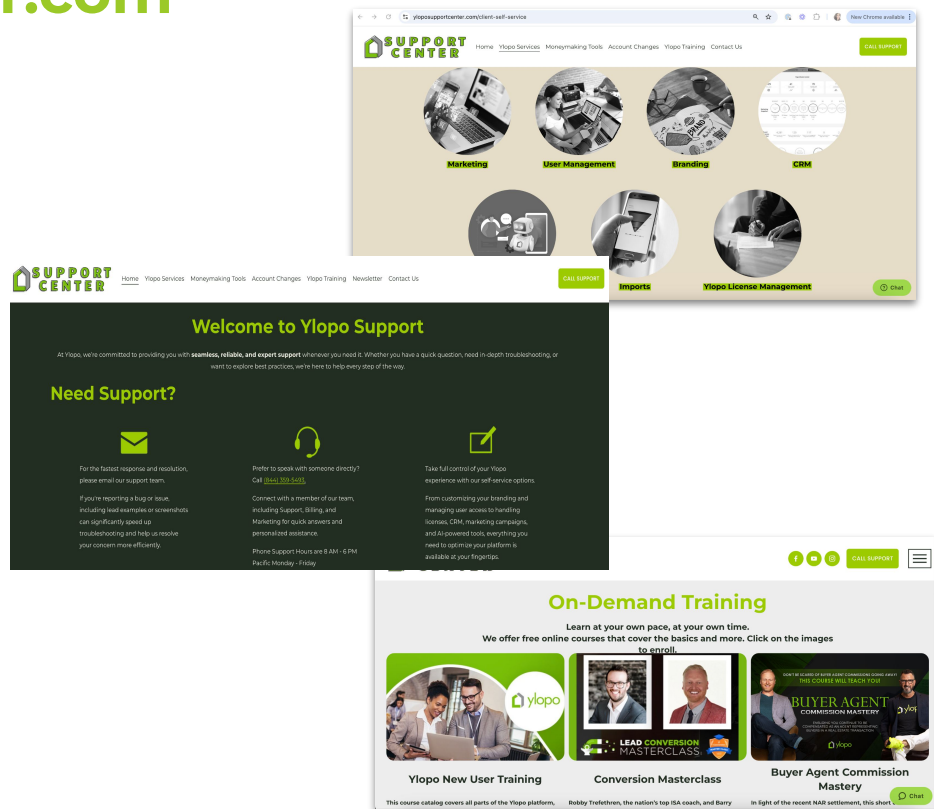 r.com
yloposupportcenter.com/client-self-service
New Chrome available
SUPPORT CENTER
Home Ylopo Services Moneymaking Tools Account Changes Ylopo Training Contact Us
CALL SUPPORT
Marketing
User Management
Branding
CRM
Imports
Ylopo License Management
Chat
SUPPORT CENTER
Home Ylopo Services Moneymaking Tools Account Changes Ylopo Training Newsletter Contact Us
CALL SUPPORT
Welcome to Ylopo Support
At Ylopo, we're committed to providing you with seamless, reliable, and expert support whenever you need it. Whether you have a quick question, need in-depth troubleshooting, or
want to explore best practices, we're here to help every step of the way.
Need Support?
For the fastest response and resolution,
please email our support team.
If you're reporting a bug or issue,
including lead examples or screenshots
can significantly speed up
troubleshooting and help us resolve
your concern more efficiently.
Prefer to speak with someone directly?
Call (844) 359-5493.
Connect with a member of our team,
including Support, Billing, and
Marketing for quick answers and
personalized assistance.
Phone Support Hours are 8 AM - 6 PM
Pacific Monday - Friday
Take full control of your Ylopo
experience with our self-service options.
From customizing your branding and
managing user access to handling
licenses, CRM, marketing campaigns,
and AI-powered tools, everything you
need to optimize your platform is
available at your fingertips.
CALL SUPPORT
On-Demand Training
Learn at your own pace, at your own time.
We offer free online courses that cover the basics and more. Click on the images
to enroll.
ylopo
LEAD CONVERSION
MASTERCLASS
DON'T BE SCARED OF BUYER AGENT COMMISSIONS GOING AWAY!
THIS COURSE WILL TEACH YOU!
BUYER AGENT
COMMISSION MASTERY
ylopo
Ylopo New User Training
Conversion Masterclass
Buyer Agent Commission
Mastery
This course catalog covers all parts of the Ylopo platform,
Robby Trefethren, the nation's top ISA coach, and Barry
In light of the recent NAR settlement, this short
Chat